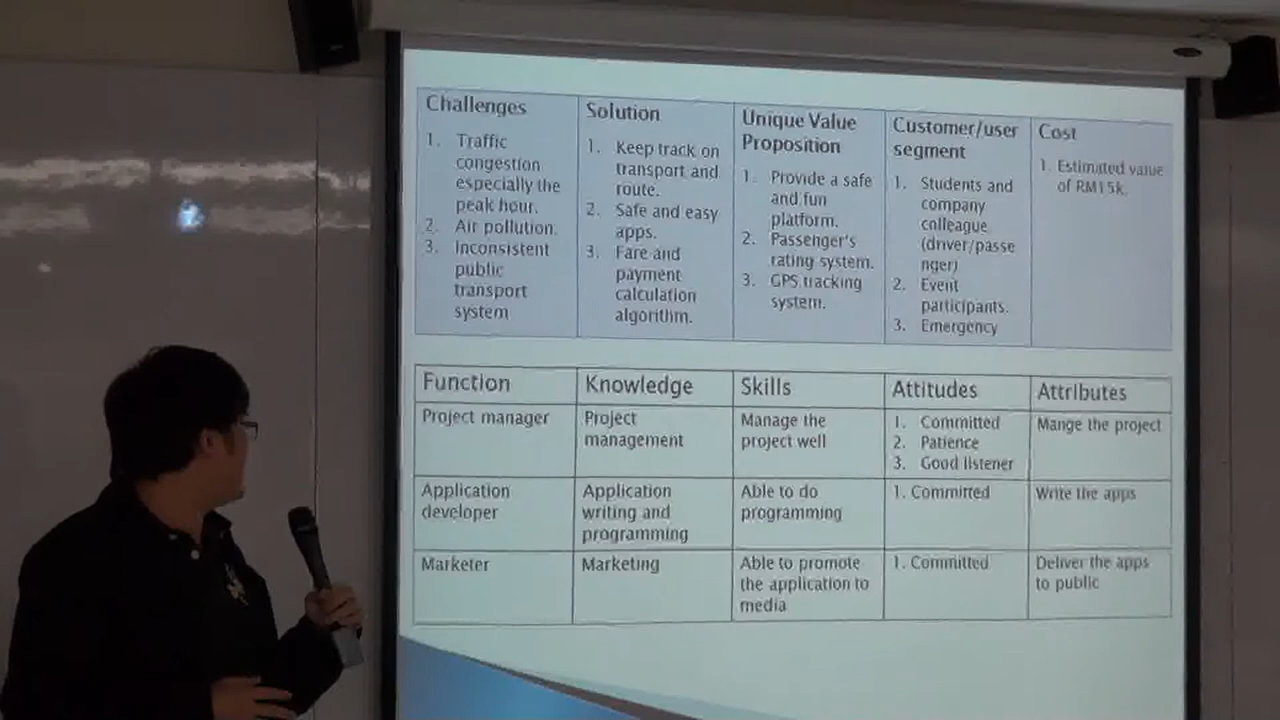 Challenges
1. Traffic
congestion
especially the
peak hour.
2. Air pollution.
3. Inconsistent
public
transport
system
Solution
1. Keep track on
transport and
route.
2. Safe and easy
apps.
3. Fare and
payment
calculation
algorithm.
Unique Value
Proposition
1. Provide a safe
and fun
platform.
2. Passenger's
rating system.
3. GPS tracking
system.
Customer/user
segment
1. Students and
company
colleague
(driver/passe
nger)
2. Event
participants.
3. Emergency
Cost
1. Estimated value
of RM15k.
Function
Knowledge
Skills
Attitudes
Attributes
Project manager
Project
management
Manage the
project well
1. Committed
2. Patience
3. Good listener
Mange the project
Application
developer
Application
writing and
programming
Able to do
programming
1. Committed
Write the apps
Marketer
Marketing
Able to promote
the application to
media
1. Committed
Deliver the apps
to public